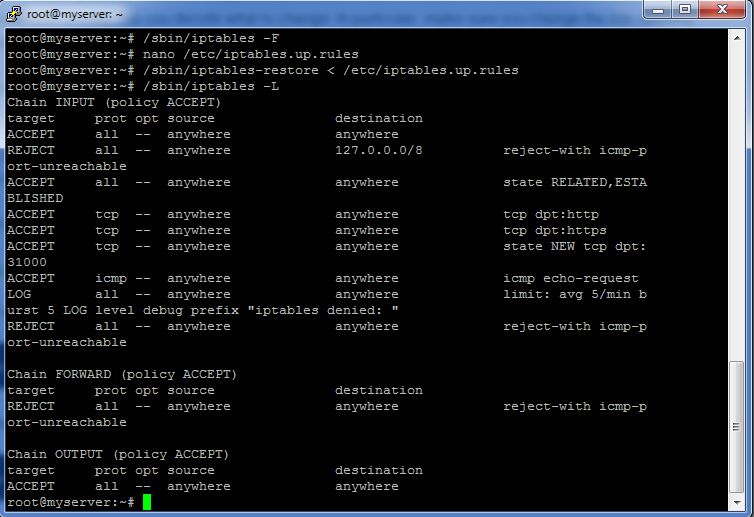 root@myserver: ~
root@myserver:~# /sbin/iptables -F
root@myserver:~# nano /etc/iptables.up.rules
root@myserver:~# /sbin/iptables-restore < /etc/iptables.up.rules
root@myserver:~# /sbin/iptables -L
Chain INPUT (policy ACCEPT)
target     prot opt source               destination
ACCEPT     all  --  anywhere             anywhere
REJECT     all  --  anywhere             127.0.0.0/8          reject-with icmp-p
ort-unreachable
ACCEPT     all  --  anywhere             anywhere             state RELATED,ESTA
BLISHED
ACCEPT     tcp  --  anywhere             anywhere             tcp dpt:http
ACCEPT     tcp  --  anywhere             anywhere             tcp dpt:https
ACCEPT     tcp  --  anywhere             anywhere             state NEW tcp dpt:
31000
ACCEPT     icmp --  anywhere             anywhere             icmp echo-request
LOG        all  --  anywhere             anywhere             limit: avg 5/min b
urst 5 LOG level debug prefix "iptables denied: "
REJECT     all  --  anywhere             anywhere             reject-with icmp-p
ort-unreachable
Chain FORWARD (policy ACCEPT)
target     prot opt source               destination
REJECT     all  --  anywhere             anywhere             reject-with icmp-p
ort-unreachable
Chain OUTPUT (policy ACCEPT)
target     prot opt source               destination
ACCEPT     all  --  anywhere             anywhere
root@myserver:~#